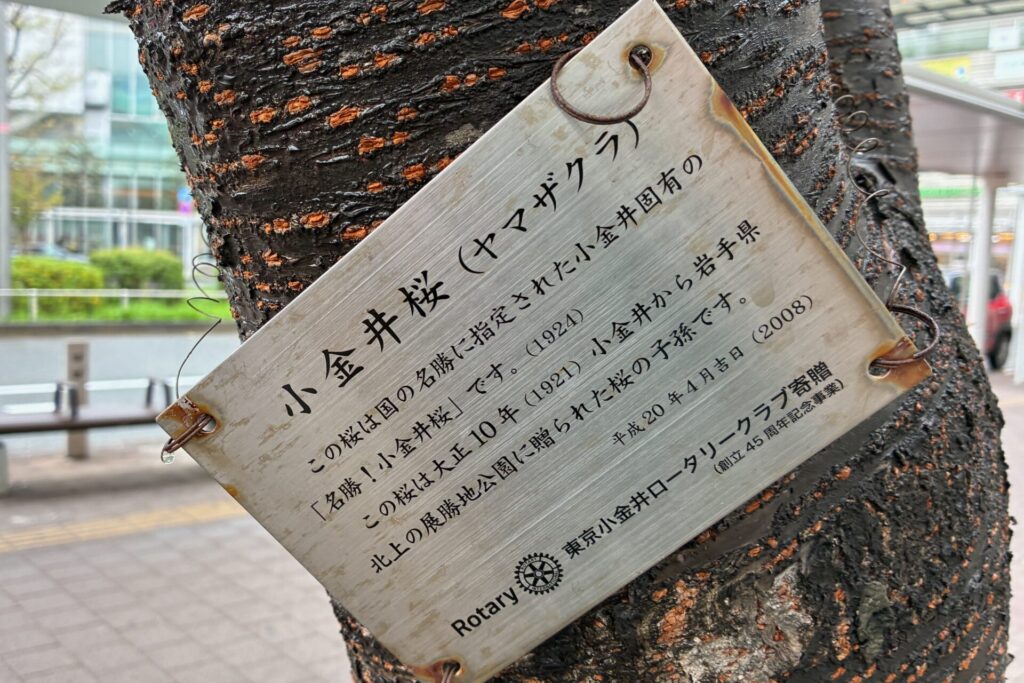 小金井桜（ヤマザクラ）
この桜は国の名勝に指定された小金井固有の
「名勝！小金井桜」です。（1924）
この桜は大正10年（1921）小金井から岩手県
北上の展勝地公園に贈られた桜の子孫です。
平成20年4月吉日（2008）
Rotary 東京小金井ロータリークラブ寄贈
（創立45周年記念事業）